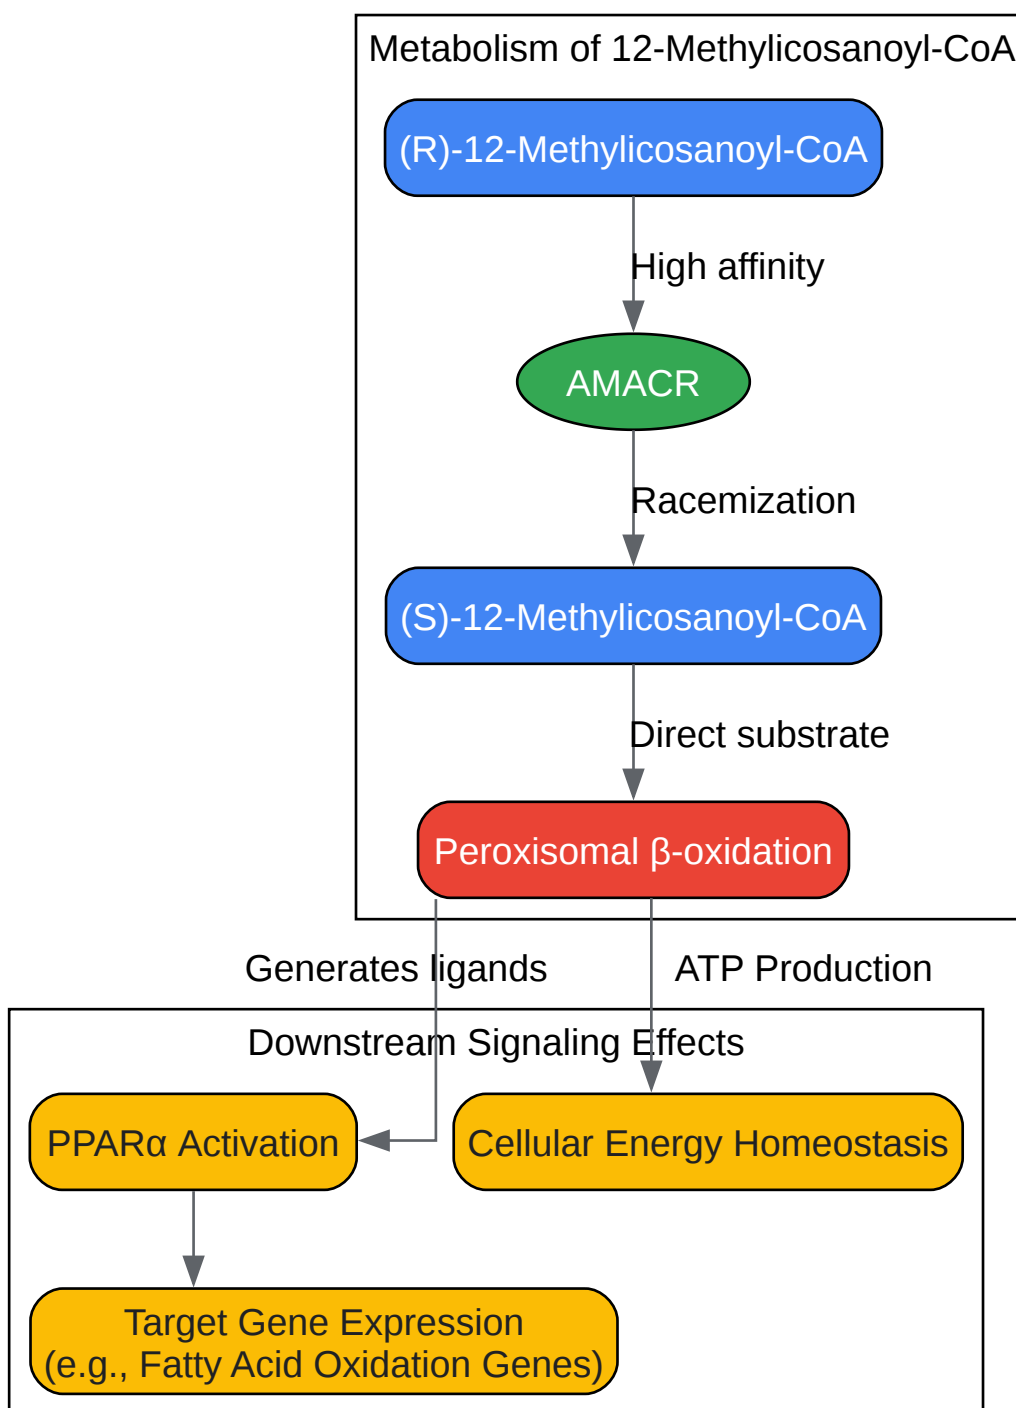 Metabolism of 12-Methylicosanoyl-CoA
(R)-12-Methylicosanoyl-CoA
High affinity
AMACR
Racemization
(S)-12-Methylicosanoyl-CoA
Direct substrate
Peroxisomal β-oxidation
Generates ligands
ATP Production
Downstream Signaling Effects
PPARα Activation
Cellular Energy Homeostasis
Target Gene Expression
(e.g., Fatty Acid Oxidation Genes)